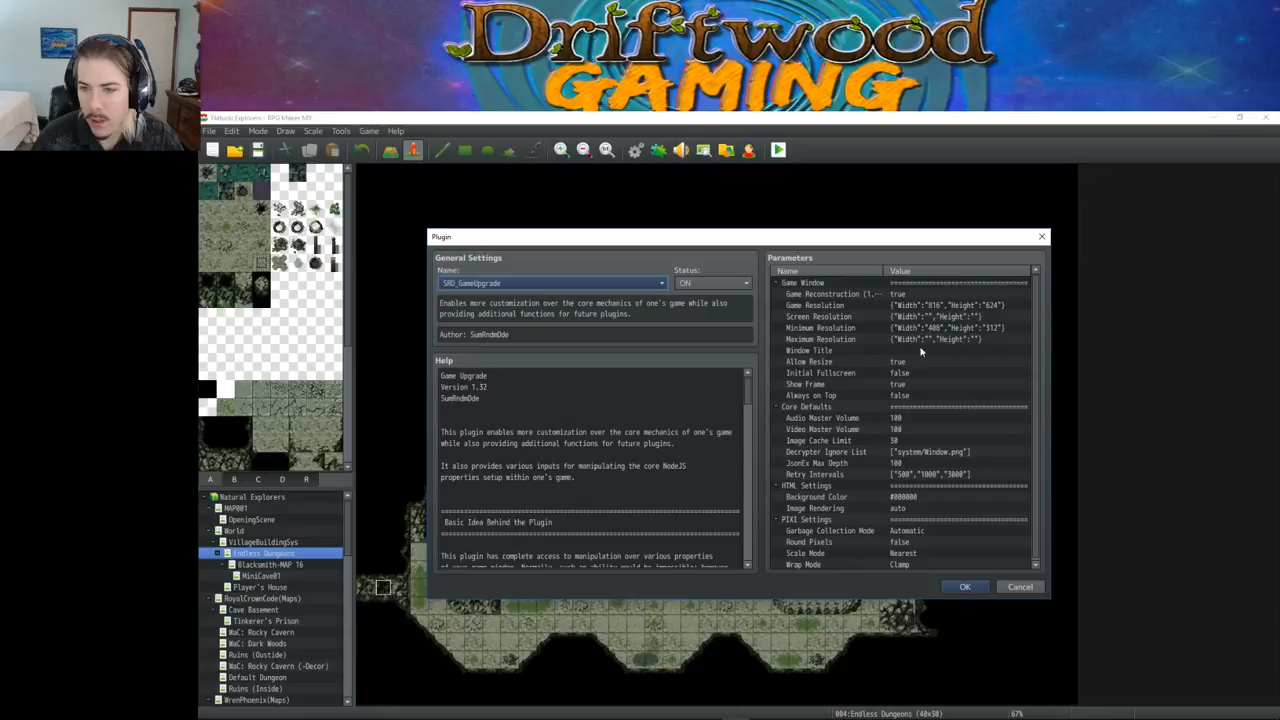 Driftwood
GAMING
Natural Explorers - RPG Maker MV
File Edit Mode Draw Scale Tools Game Help
Plugin
General Settings
Name:
Status:
SRD_GameUpgrade
ON
Enables more customization over the core mechanics of one's game while also
providing additional functions for future plugins.
Author: SumRndmDde
Help
Game Upgrade
Version 1.32
SumRndmDde
This plugin enables more customization over the core mechanics of one's game
while also providing additional functions for future plugins.
It also provides various inputs for manipulating the core NodeJS
properties setup within one's game.
Basic Idea Behind the Plugin
This plugin has complete access to manipulation over various properties
Parameters
Name Value
Game Window
Game Reconstruction (1.··· true
Game Resolution {"Width":"816","Height":"624"}
Screen Resolution {"Width":"","Height":""}
Minimum Resolution {"Width":"408","Height":"312"}
Maximum Resolution {"Width":"","Height":""}
Window Title
Allow Resize true
Initial Fullscreen false
Show Frame true
Always on Top false
Core Defaults
Audio Master Volume 100
Video Master Volume 100
Image Cache Limit 30
Decrypter Ignore List ["system/Window.png"]
JsonEx Max Depth 100
Retry Intervals ["500","1000","3000"]
HTML Settings
Background Color #000000
Image Rendering auto
PIXI Settings
Garbage Collection Mode Automatic
Round Pixels false
Scale Mode Nearest
Wrap Mode Clamp
OK Cancel
A B C D R
Natural Explorers
MAP001
OpeningScene
World
VillageBuildingSys
Endless Dungeons
Blacksmith-MAP 16
MiniCave01
Player's House
RoyalCrownCode(Maps)
Cave Basement
Tinkerer's Prison
WaC: Rocky Cavern
WaC: Dark Woods
Ruins (Oustide)
WaC: Rocky Cavern (-Decor)
Default Dungeon
Ruins (Inside)
WrenPhoenix(Maps)
004:Endless Dungeons (40×30) 67%